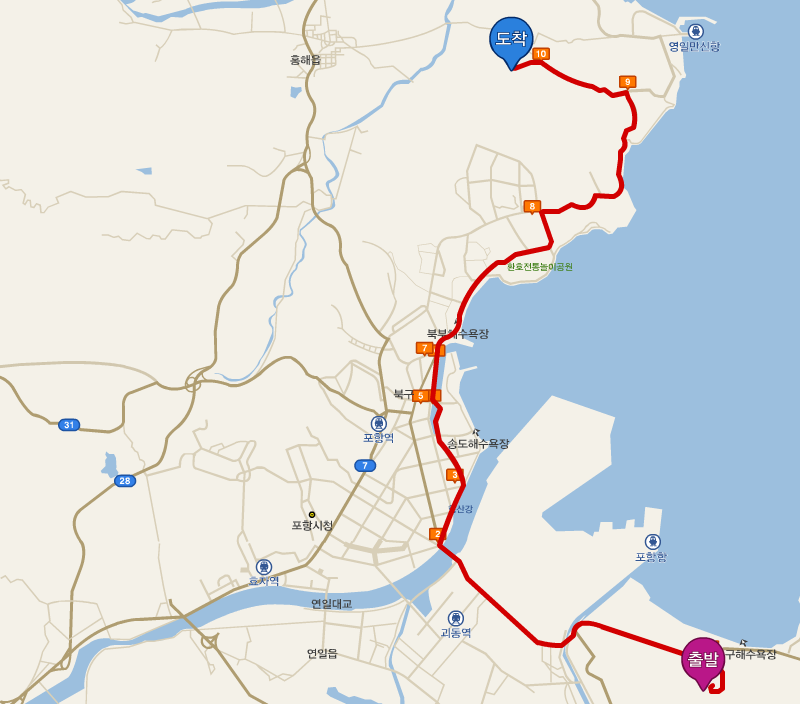 도착
10
영일만신항
흥해읍
9
8
환호전통놀이공원
북부해수욕장
7
북구
5
31
포항역
송도해수욕장
7
3
28
포항시청
2
포항항
효자역
연일대교
괴동역
연일읍
출발
구해수욕장